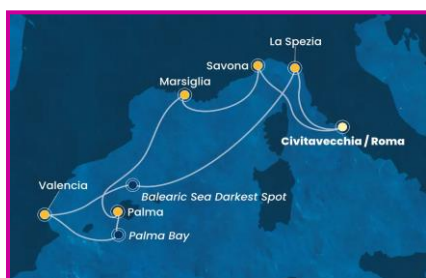 La Spezia
Savona
Marsiglia
Civitavecchia / Roma
Valencia
Balearic Sea Darkest Spot
Palma
Palma Bay